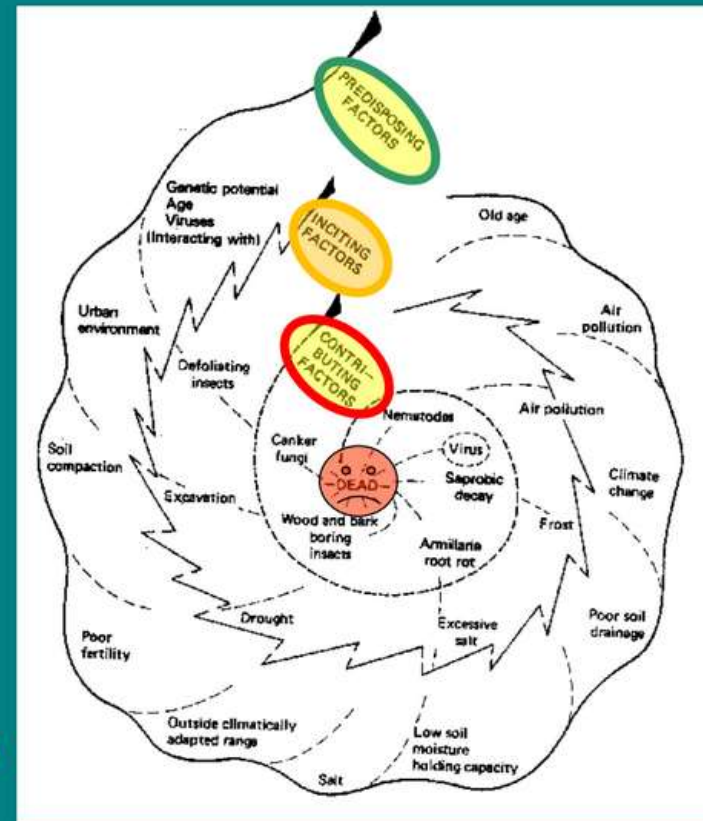 PREDISPOSING
FACTORS
Genetic potential
Age
Viruses
(Interacting with)
INCITING
FACTORS
Old age
Urban
environment
CONTRI-
BUTING
FACTORS
Air
pollution
Defoliating
insects
Nematodes
Air pollution
Canker
fungi
Virus
Soil
compaction
DEAD
Saprobic
decay
Climate
change
Excavation
Wood and bark
boring
insects
Frost
Armillaria
root rot
Drought
Excessive
salt
Poor soil
drainage
Poor
fertility
Outside climatically
adapted range
Low soil
moisture
holding capacity
Salt